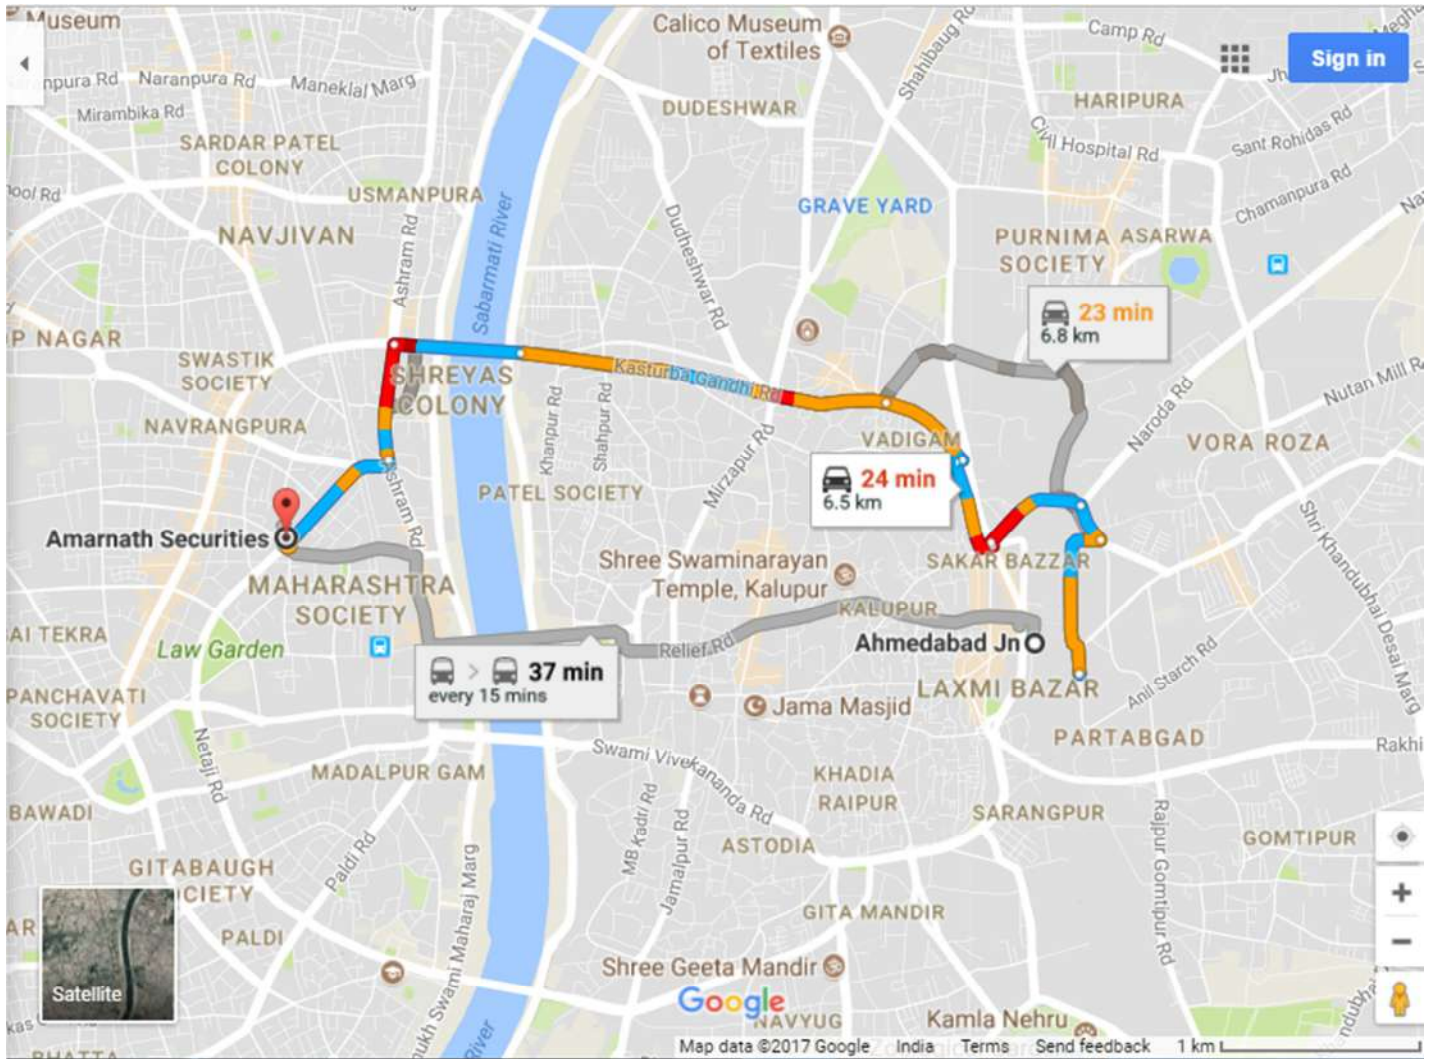 Museum
Calico Museum
of Textiles
Shahibaug Rd
Camp Rd
Sign in
Naranpura Rd
Maneklal Marg
Mirambika Rd
DUDESHWAR
HARIPURA
Civil Hospital Rd
Sant Rohidas Rd
SARDAR PATEL
COLONY
USMANPURA
Chamanpura Rd
GRAVE YARD
NAVJIVAN
Ashram Rd
Sabarmati River
Dudheshwar Rd
PURNIMA
SOCIETY
ASARWA
23 min
6.8 km
P NAGAR
SWASTIK
SOCIETY
SHREYAS
COLONY
Kasturba Gandhi Rd
Naroda Rd
Nutan Mill R
NAVRANGPURA
Khanpur Rd
Shahpur Rd
Mirzapur Rd
VADIGAM
VORA ROZA
24 min
6.5 km
PATEL SOCIETY
Ashram Rd
Shri Khandubhai Desai Marg
Amarnath Securities
Shree Swaminarayan
Temple, Kalupur
SAKAR BAZZAR
MAHARASHTRA
SOCIETY
KALUPUR
AI TEKRA
Law Garden
Relief Rd
Ahmedabad Jn
37 min
every 15 mins
LAXMI BAZAR
Anil Starch Rd
PANCHAVATI
SOCIETY
Jama Masjid
PARTABGAD
Rakhi
Netaji Rd
Swami Vivekananda Rd
MADALPUR GAM
KHADIA
RAIPUR
BAWADI
SARANGPUR
MB Kadri Rd
Jamalpur Rd
ASTODIA
Rajpur Gomtipur Rd
GOMTIPUR
GITABAUGH
SOCIETY
Paldi Rd
GITA MANDIR
PALDI
Shree Geeta Mandir
Satellite
Google
NAVYUG
Kamla Nehru
Map data ©2017 Google India Terms Send feedback 1 km